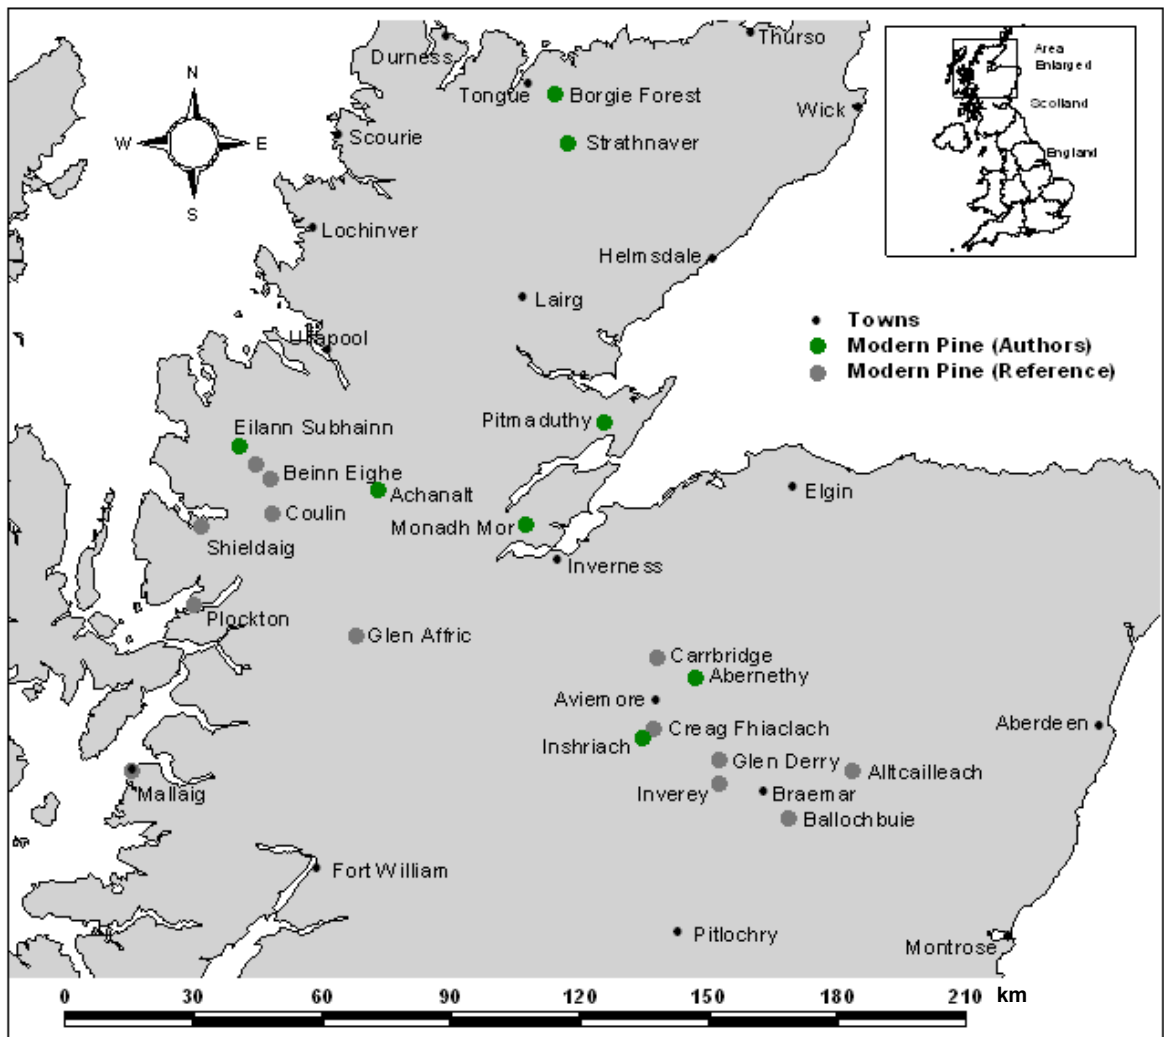 Durness
Thurso
Tongue
Borgie Forest
Wick
Scourie
Strathnaver
N
W
E
S
Lochinver
Helmsdale
Lairg
Ullapool
Area
Enlarged
Scolland
England
Towns
Modern Pine (Authors)
Modern Pine (Reference)
Pitmaduthy
Eilann Subhainn
Beinn Eighe
Achanalt
Elgin
Coulin
Monadh Mor
Shieldaig
Inverness
Plockton
Glen Affric
Carrbridge
Abernethy
Aviemore
Creag Fhiaclach
Aberdeen
Inshriach
Glen Derry
Alltcailleach
Mallaig
Inverey
Braemar
Ballochbuie
Fort William
Pitlochry
Montrose
0 30 60 90 120 150 180 210 km